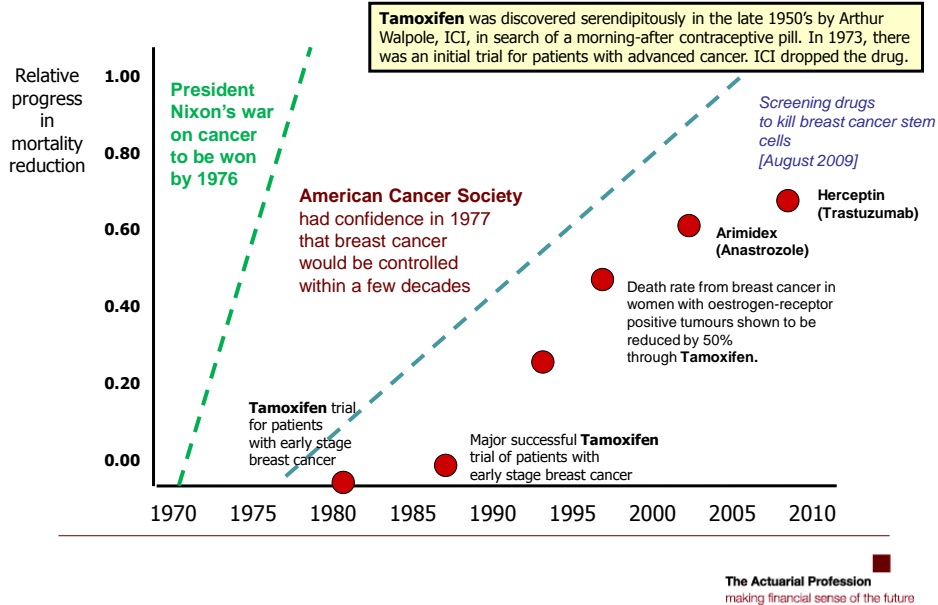 Tamoxifen was discovered serendipitously in the late 1950's by Arthur
Walpole, ICI, in search of a morning-after contraceptive pill. In 1973, there
was an initial trial for patients with advanced cancer. ICI dropped the drug.
Relative
progress
in
mortality
reduction
1.00
0.80
0.60
0.40
0.20
0.00
President
Nixon's war
on cancer
to be won
by 1976
American Cancer Society
had confidence in 1977
that breast cancer
would be controlled
within a few decades
Screening drugs
to kill breast cancer stem
cells
[August 2009]
Herceptin
(Trastuzumab)
Arimidex
(Anastrozole)
Death rate from breast cancer in
women with oestrogen-receptor
positive tumours shown to be
reduced by 50%
through Tamoxifen.
Tamoxifen trial
for patients
with early stage
breast cancer
Major successful Tamoxifen
trial of patients with
early stage breast cancer
1970 1975 1980 1985 1990 1995 2000 2005 2010
The Actuarial Profession
making financial sense of the future